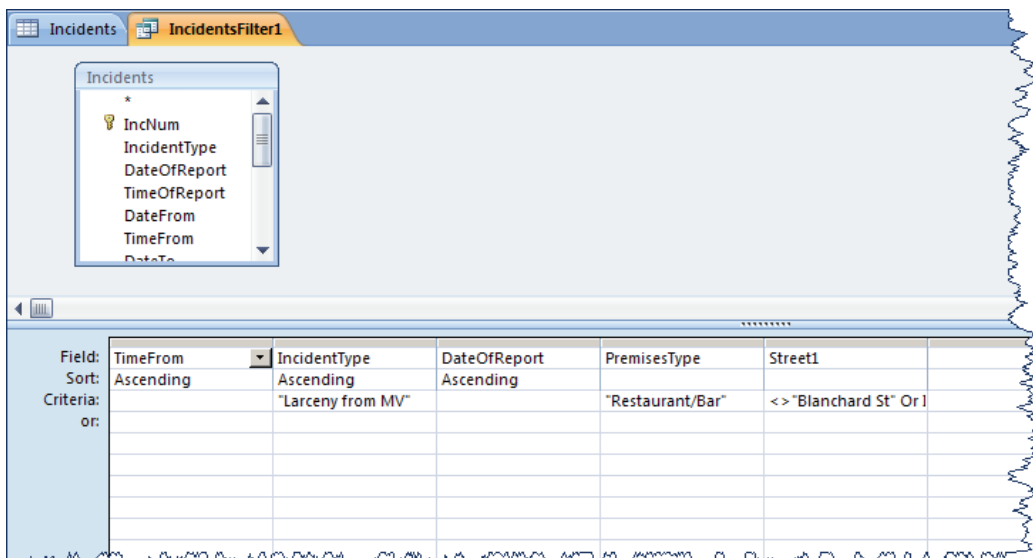 Incidents IncidentsFilter1
Incidents
*
IncNum
IncidentType
DateOfReport
TimeOfReport
DateFrom
TimeFrom
DateTo
Field: TimeFrom IncidentType DateOfReport PremisesType Street1
Sort: Ascending Ascending Ascending
Criteria: "Larceny from MV" "Restaurant/Bar" <>"Blanchard St" Or
or: